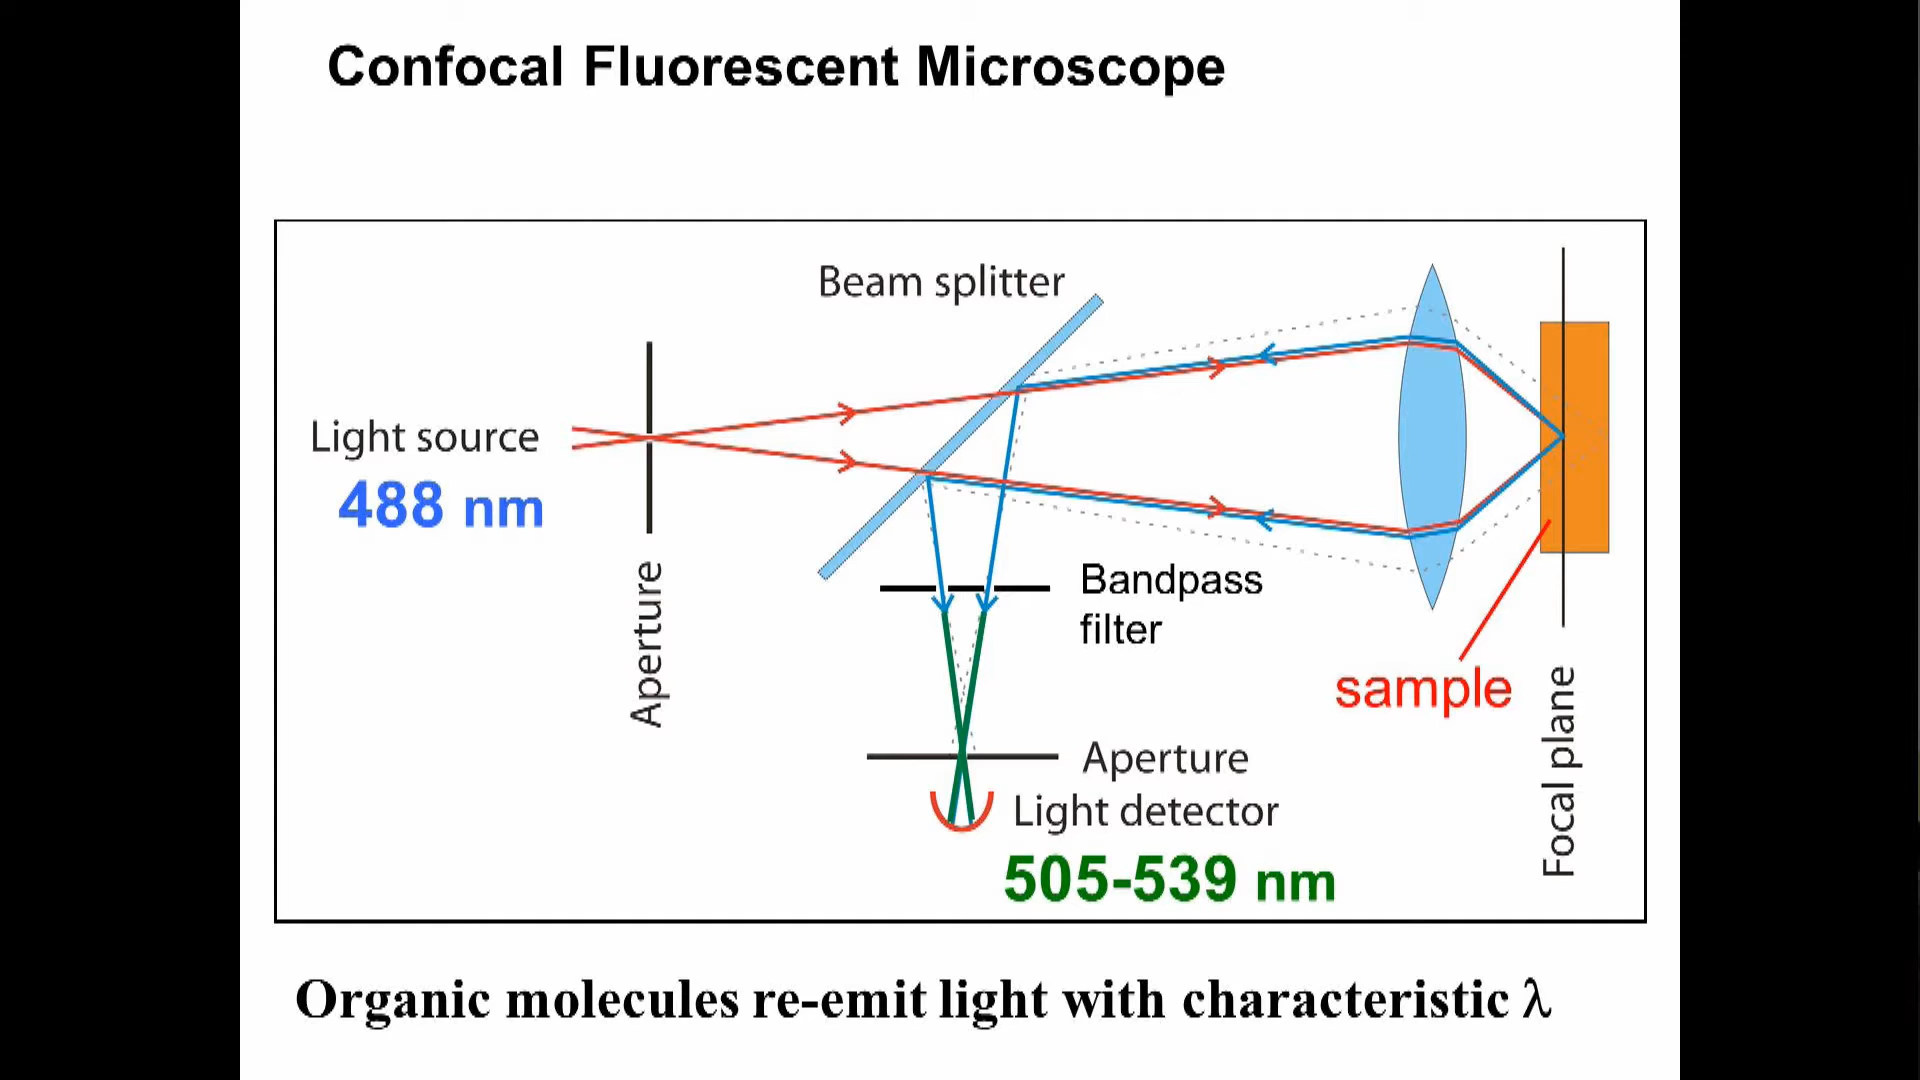 Confocal Fluorescent Microscope
Beam splitter
Light source
488 nm
Aperture
Bandpass
filter
sample
Focal plane
Aperture
Light detector
505-539 nm
Organic molecules re-emit light with characteristic λ